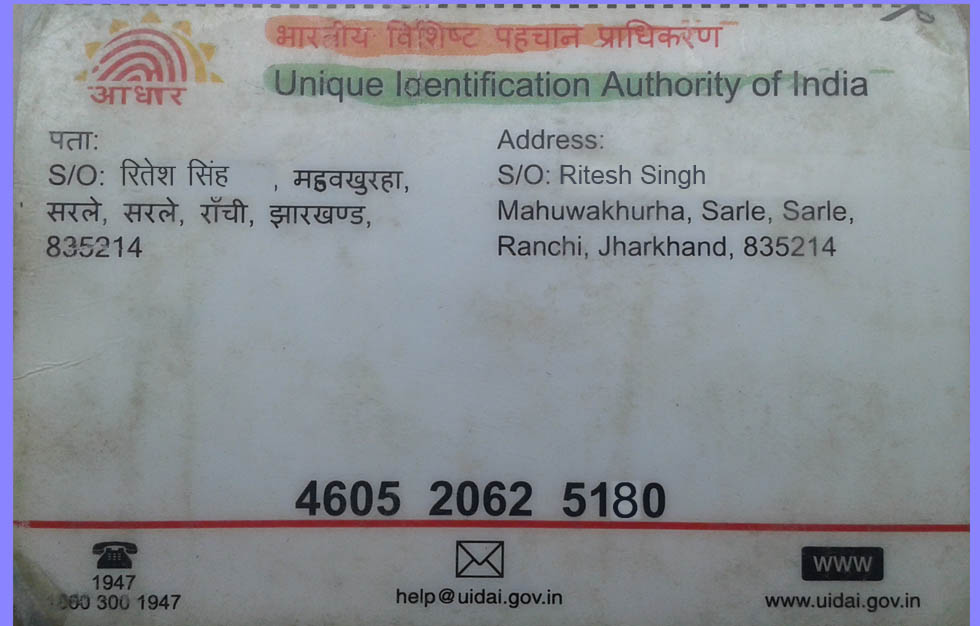 भारतीय विशिष्ट पहचान प्राधिकरण
Unique Identification Authority of India
आधार
पता:
S/O: रितेश सिंह , महुवखुरहा,
सरले, सरले, राँची, झारखण्ड,
835214
Address:
S/O: Ritesh Singh
Mahuwakhurha, Sarle, Sarle,
Ranchi, Jharkhand, 835214
4605 2062 5180
1947
300 1947
help@uidai.gov.in
www
www.uidai.gov.in